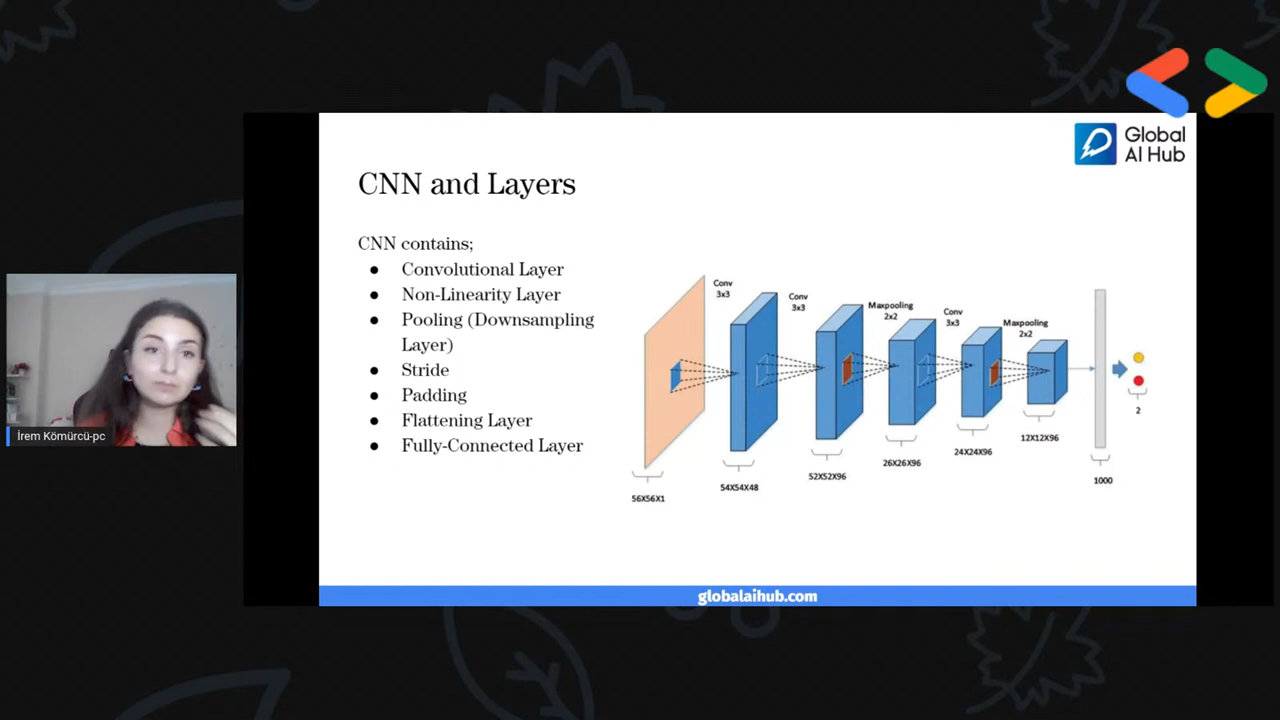 Global
AI Hub
CNN and Layers
CNN contains;
● Convolutional Layer
● Non-Linearity Layer
● Pooling (Downsampling
Layer)
● Stride
● Padding
● Flattening Layer
● Fully-Connected Layer
Conv
3x3
Conv
3x3
Maxpooling
2x2
Conv
3x3
Maxpooling
2x2
56X56X1
54X54X48
52X52X96
26X26X96
24X24X96
12X12X96
1000
2
İrem Kömürcü-pc
globalaihub.com